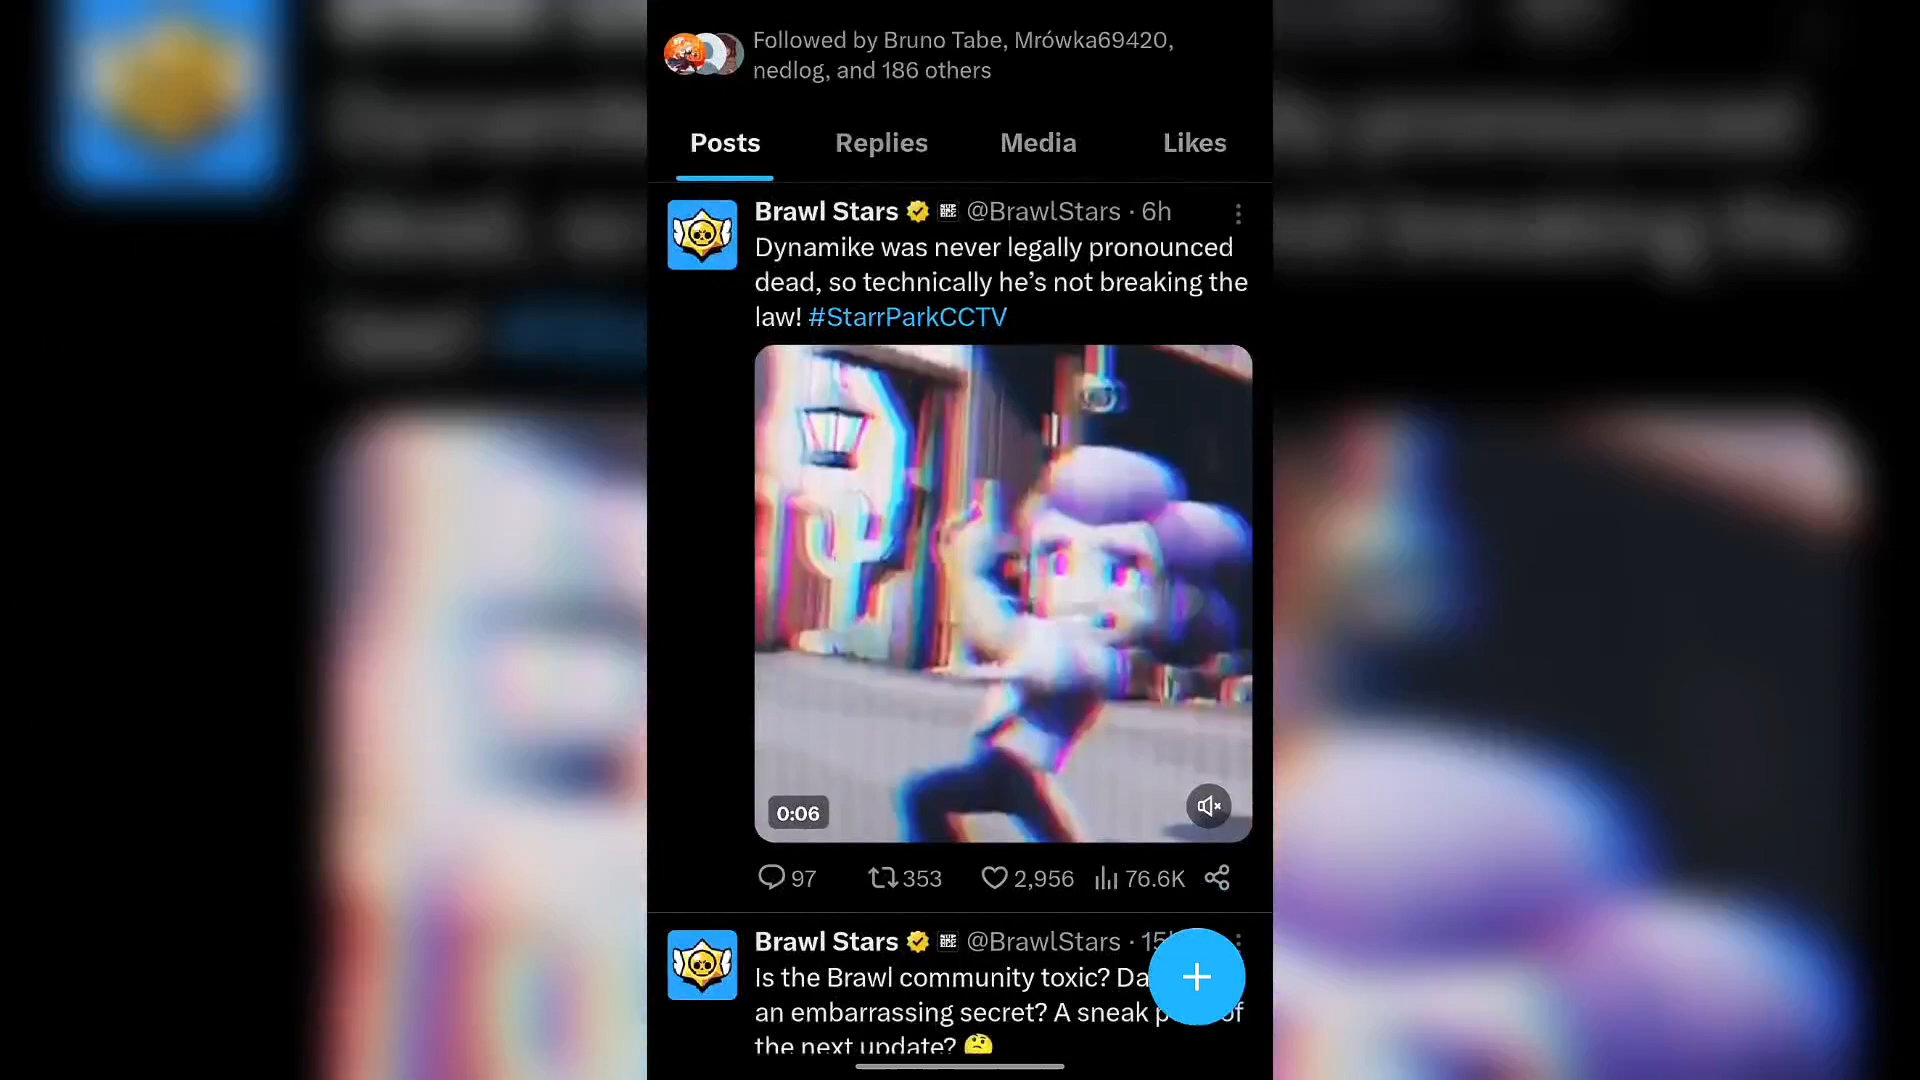 Followed by Bruno Tabe, Mrówka69420,
nedlog, and 186 others
Posts Replies Media Likes
Brawl Stars @BrawlStars · 6h
Dynamike was never legally pronounced
dead, so technically he’s not breaking the
law! #StarrParkCCTV
0:06
97 353 2,956 76.6K
Brawl Stars @BrawlStars · 15
Is the Brawl community toxic?
an embarrassing secret? A sneak of
the next update? 🤔